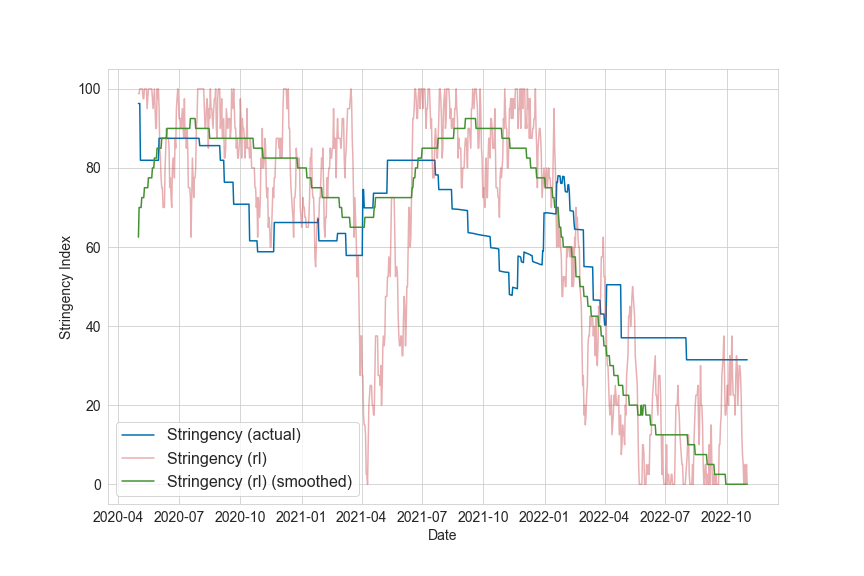 100
80
60
40
20
0
Stringency Index
Stringency (actual)
Stringency (rl)
Stringency (rl) (smoothed)
2020-04 2020-07 2020-10 2021-01 2021-04 2021-07 2021-10 2022-01 2022-04 2022-07 2022-10
Date